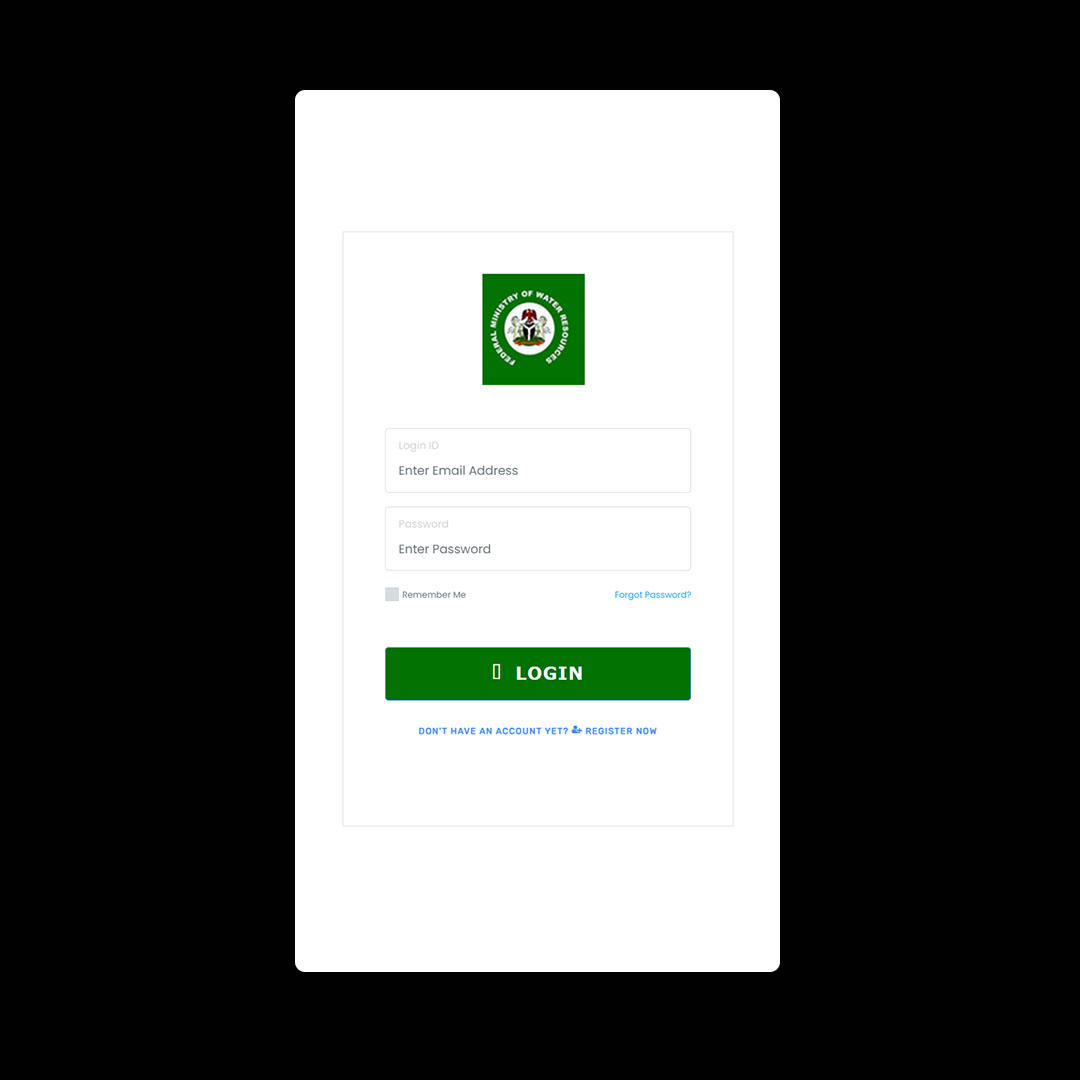 FEDERAL MINISTRY OF WATER RESOURCES
Login ID
Enter Email Address
Password
Enter Password
Remember Me
Forgot Password?
LOGIN
DON'T HAVE AN ACCOUNT YET? REGISTER NOW